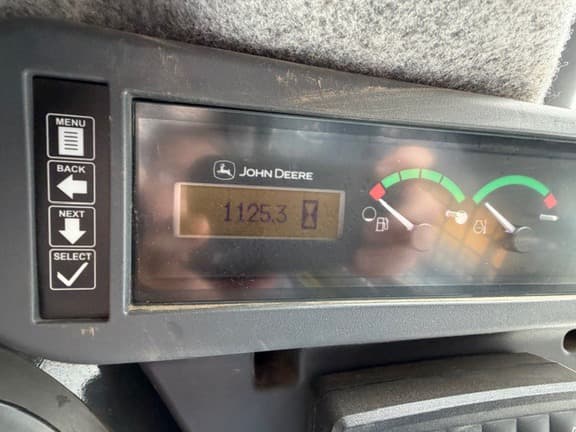 MENU
BACK
NEXT
SELECT
JOHN DEERE
1125.3